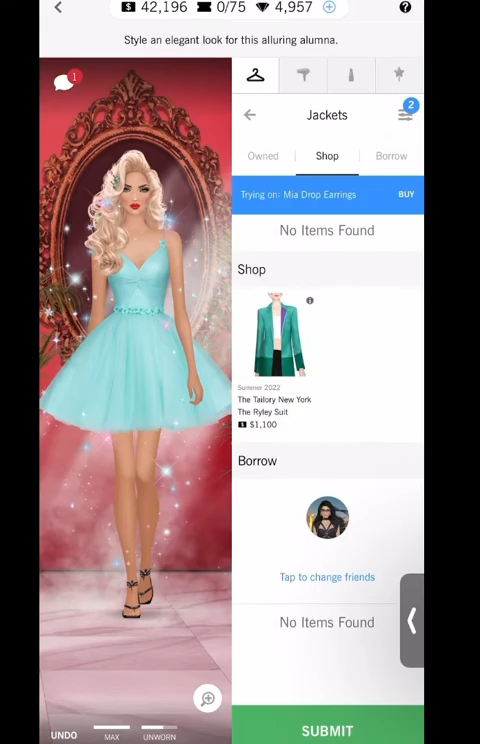 42,196 0/75 4,957
Style an elegant look for this alluring alumna.
1
2
Jackets
Owned Shop Borrow
Trying on: Mia Drop Earrings BUY
No Items Found
Shop
Summer 2022
The Tailory New York
The Ryley Suit
$1,100
Borrow
Tap to change friends
No Items Found
UNDO MAX UNWORN
SUBMIT